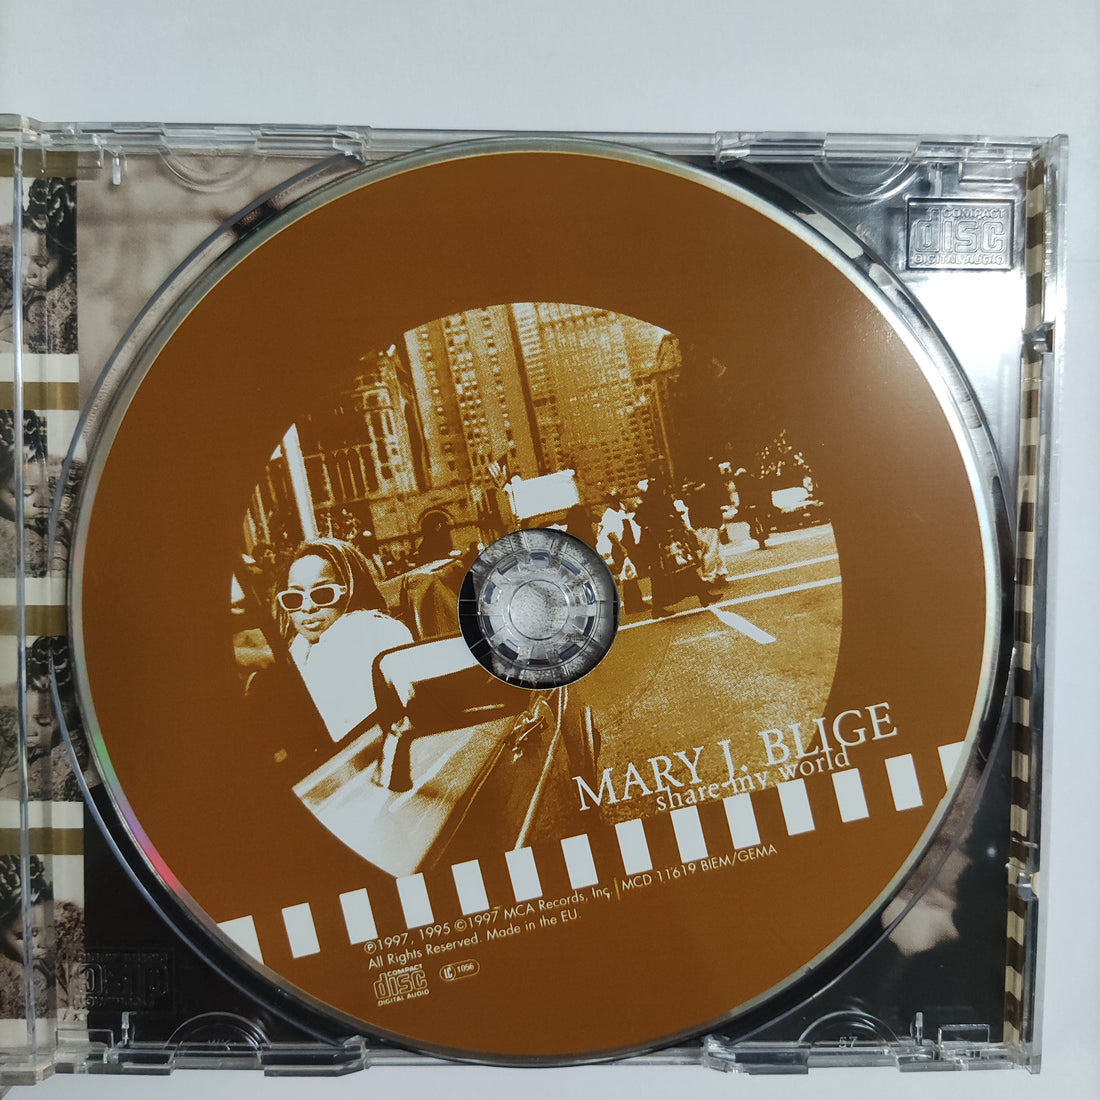 COMPACT
disc
DIGITAL AUDIO
MARY J. BLIGE
share my world
℗1997, 1995 ©1997 MCA Records, Inc. | MCD 11619 BIEM/GEMA
All Rights Reserved. Made in the EU.
COMPACT
disc
DIGITAL AUDIO
LC 1056
57